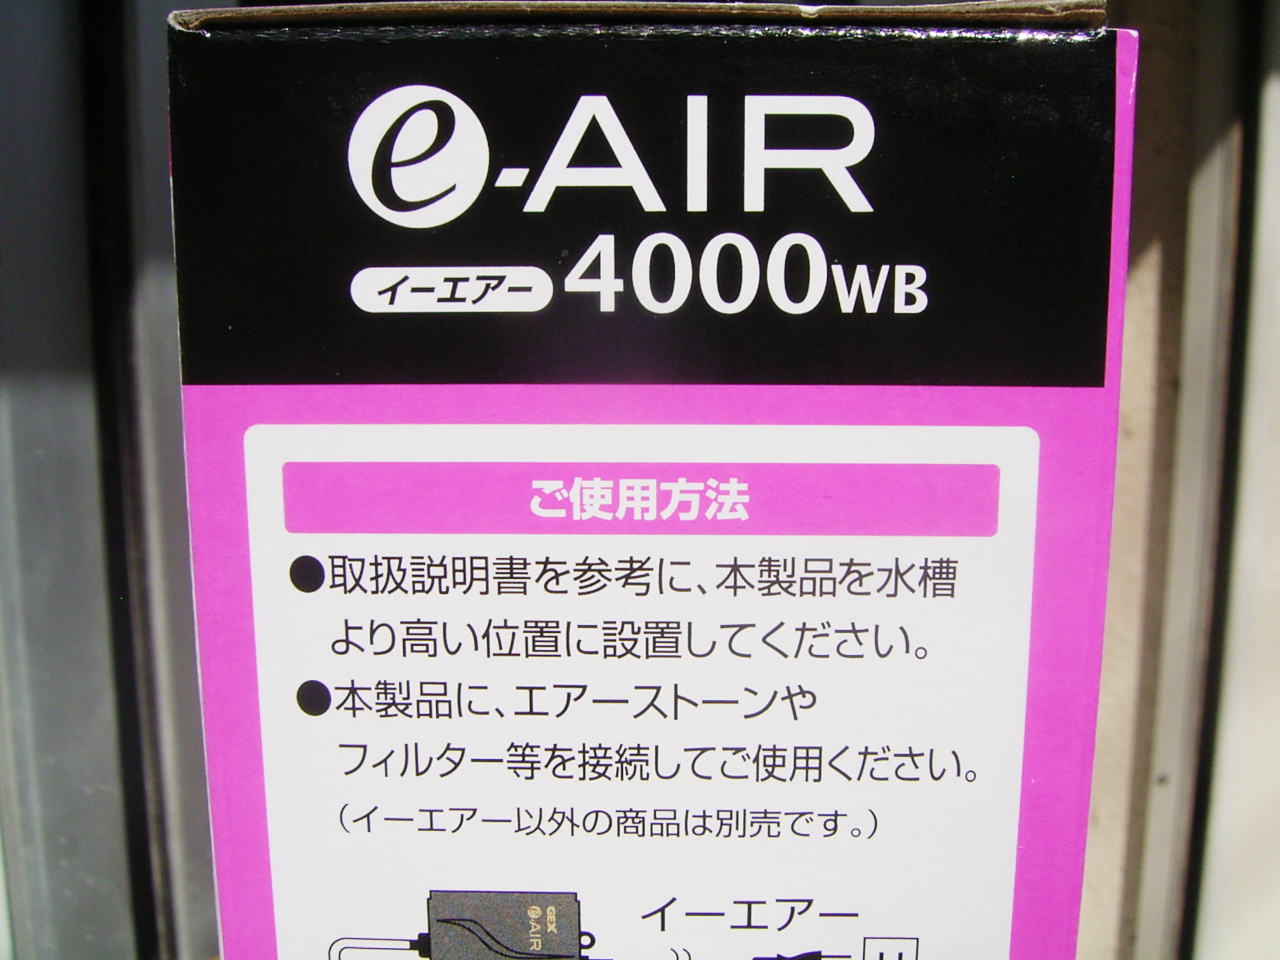 e-AIR
イーエアー 4000WB
ご使用方法
●取扱説明書を参考に、本製品を水槽
より高い位置に設置してください。
●本製品に、エアーストーンや
フィルター等を接続してご使用ください。
（イーエアー以外の商品は別売です。）
イーエアー
GEX
e-AIR